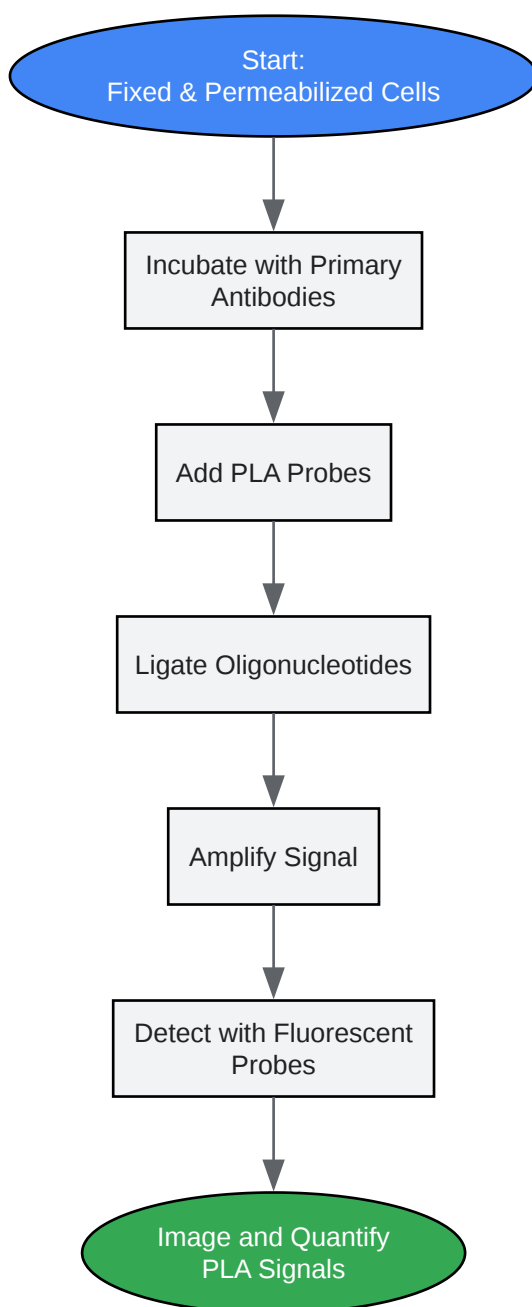 Start:
Fixed & Permeabilized Cells
Incubate with Primary
Antibodies
Add PLA Probes
Ligate Oligonucleotides
Amplify Signal
Detect with Fluorescent
Probes
Image and Quantify
PLA Signals